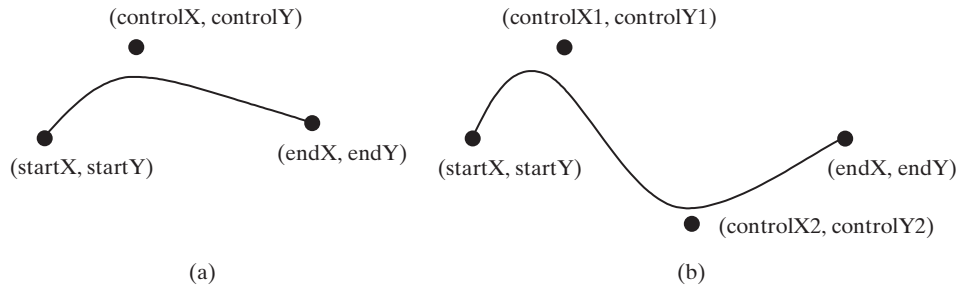 (controlX, controlY)
(startX, startY)
(endX, endY)
(a)
(controlX1, controlY1)
(startX, startY)
(endX, endY)
(controlX2, controlY2)
(b)